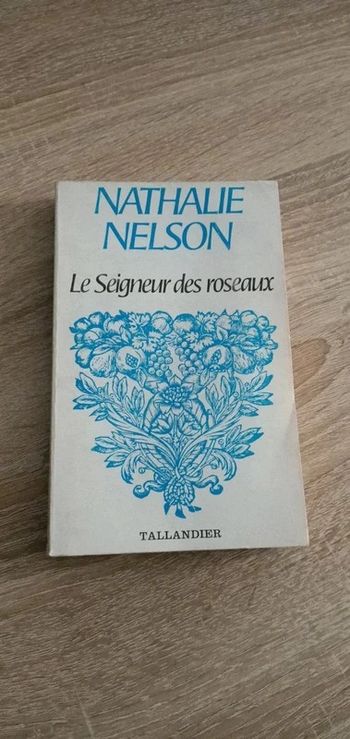 NATHALIE
NELSON
Le Seigneur des roseaux
TALLANDIER